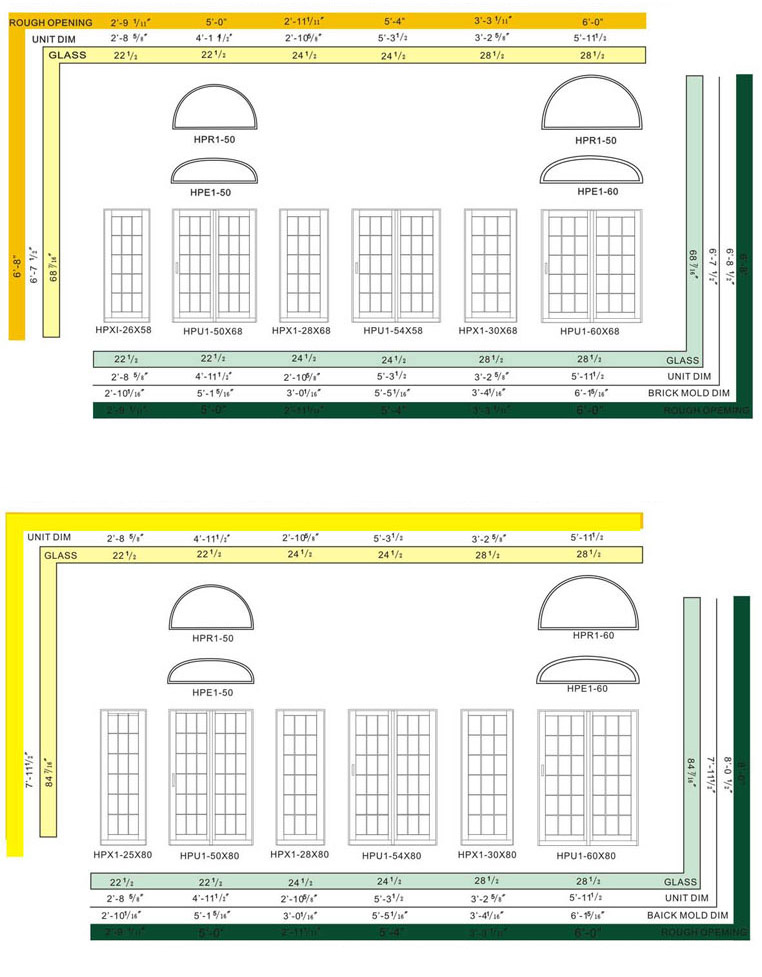 ROUGH OPENING 2'-9 1/11" 5'-0" 2'-11 1/11" 5'-4" 3'-3 1/11" 6'-0"
UNIT DIM 2'-8 5/8" 4'-1 1/2" 2'-10 5/8" 5'-3 1/2 3'-2 5/8" 5'-11 1/2
GLASS 22 1/2 22 1/2 24 1/2 24 1/2 28 1/2 28 1/2
HPR1-50 HPR1-50
HPE1-50 HPE1-60
6'-8"
6'-7 1/2"
68 7/16"
68 7/16"
6'-7 1/2"
6'-8 1/2"
HPXI-26X58 HPU1-50X68 HPX1-28X68 HPU1-54X58 HPX1-30X68 HPU1-60X68
22 1/2 22 1/2 24 1/2 24 1/2 28 1/2 28 1/2 GLASS
2'-8 5/8" 4'-11 1/2" 2'-10 5/8" 5'-3 1/2 3'-2 5/8" 5'-11 1/2 UNIT DIM
2'-10 1/16" 5'-1 5/16" 3'-0 1/16" 5'-5 1/16 3'-4 1/16" 6'-1 5/16" BRICK MOLD DIM
2'-9 1/11" 5'-0" 2'-11 1/11" 5'-4" 3'-3 1/11" 6'-0" ROUGH OPEMING
UNIT DIM 2'-8 5/8" 4'-11 1/2" 2'-10 5/8" 5'-3 1/2 3'-2 5/8" 5'-11 1/2
GLASS 22 1/2 22 1/2 24 1/2 24 1/2 28 1/2 28 1/2
HPR1-50 HPR1-60
HPE1-50 HPE1-60
7'-11 1/2"
84 7/16"
84 7/16"
7'-11 1/2"
8'-0 1/2"
HPX1-25X80 HPU1-50X80 HPX1-28X80 HPU1-54X80 HPX1-30X80 HPU1-60X80
22 1/2 22 1/2 24 1/2 24 1/2 28 1/2 28 1/2 GLASS
2'-8 5/8" 4'-11 1/2" 2'-10 5/8" 5'-3 1/2 3'-2 5/8" 5'-11 1/2 UNIT DIM
2'-10 1/16" 5'-1 5/16" 3'-0 1/16" 5'-5 1/16 3'-4 1/16" 6'-1 5/16" BAICK MOLD DIM
2'-9 1/11" 5'-0" 2'-11 1/11" 5'-4" 3'-3 1/11" 6'-0" ROUGH OPENING